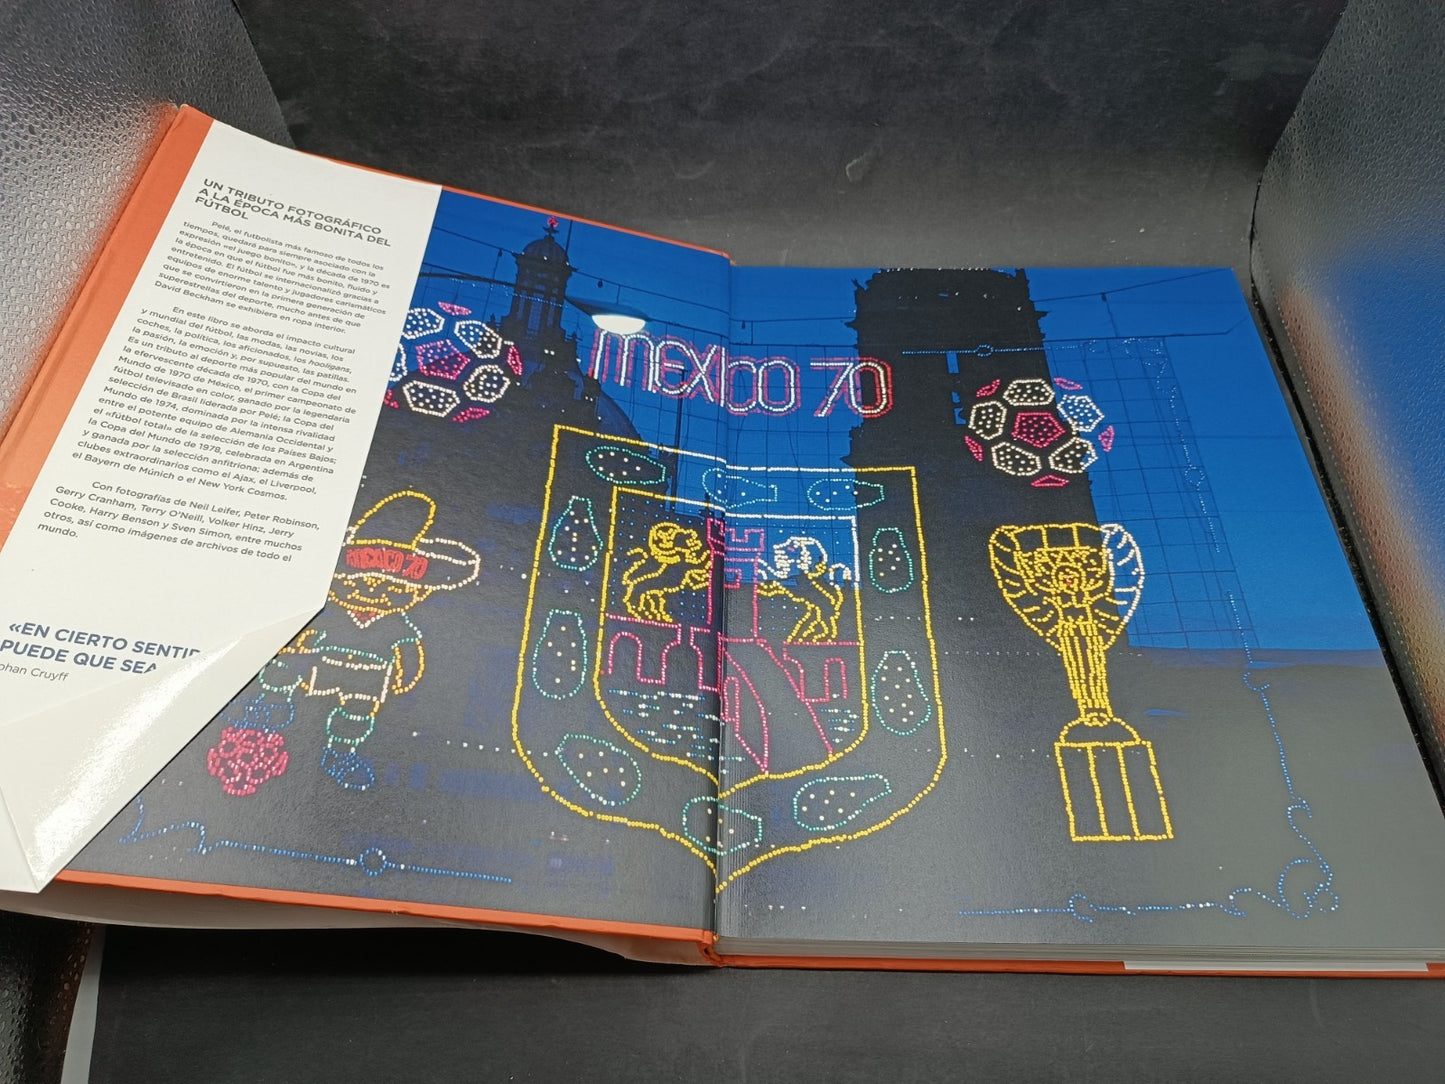 UN TRIBUTO FOTOGRÁFICO
A LA ÉPOCA MÁS BONITA DEL
FÚTBOL
Pelé, el futbolista más famoso de todos los
tiempos, quedará para siempre asociado con la
expresión «el juego bonito», y la década de 1970 es
la época en que el fútbol fue más bonito, fluido y
entretenido. El fútbol se internacionalizó gracias a
equipos de enorme talento y jugadores carismáticos
que se convirtieron en la primera generación de
superestrellas del deporte, mucho antes de que
David Beckham se exhibiera en ropa interior.
En este libro se aborda el impacto cultural
y mundial del fútbol, las modas, las novias, los
coches, la política, los aficionados, los hooligans,
la pasión, la emoción y, por supuesto, las patillas.
Es un tributo al deporte más popular del mundo en
la efervescente década de 1970, con la Copa del
Mundo de 1970 de México, el primer campeonato de
fútbol televisado en color, ganado por la legendaria
selección de Brasil liderada por Pelé; la Copa del
Mundo de 1974, dominada por la intensa rivalidad
entre el potente equipo de Alemania Occidental y
el «fútbol total» de la selección de los Países Bajos;
y la Copa del Mundo de 1978, celebrada en Argentina
y ganada por la selección anfitriona; además de
clubes extraordinarios como el Ajax, el Liverpool,
el Bayern de Múnich o el New York Cosmos.
Con fotografías de Neil Leifer, Peter Robinson,
Gerry Cranham, Terry O'Neill, Volker Hinz, Jerry
Cooke, Harry Benson y Sven Simon, entre muchos
otros, así como imágenes de archivos de todo el
mundo.
«EN CIERTO SENTID
PUEDE QUE SEA
ohan Cruyff
mexico 70
MEXICO 70